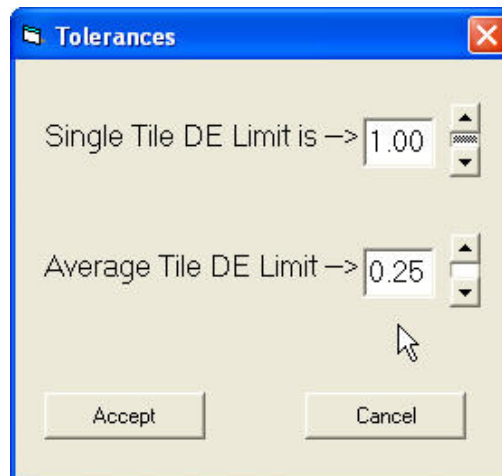 Tolerances
Single Tile DE Limit is –> 1.00
Average Tile DE Limit –> 0.25
Accept Cancel